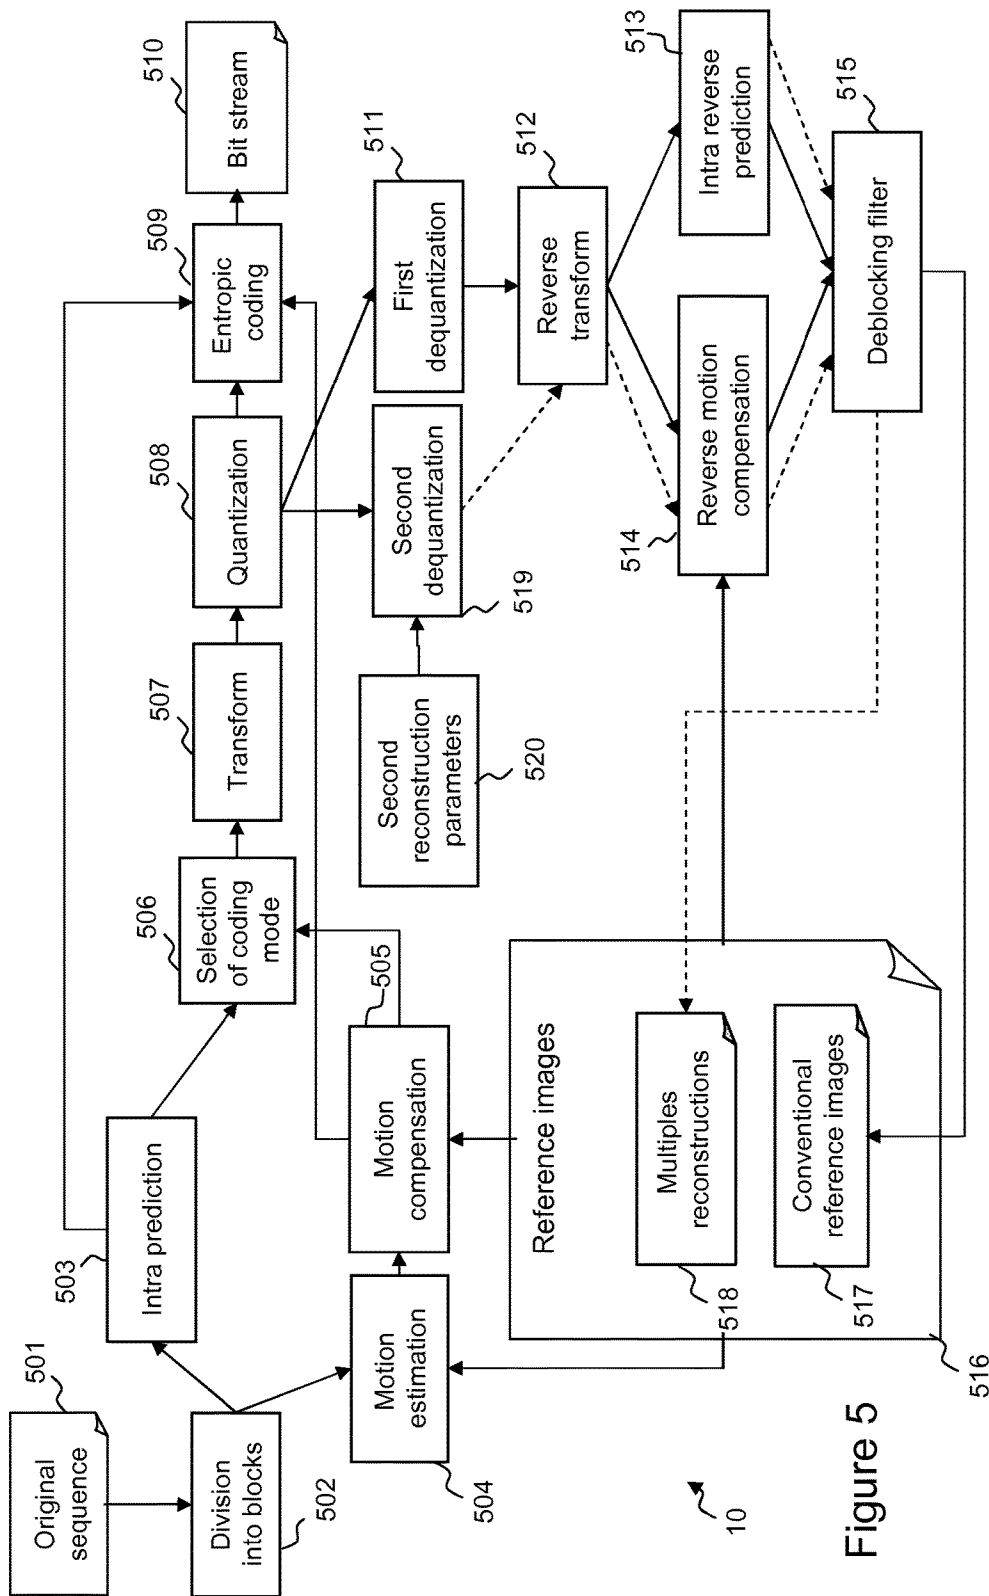 Original
sequence
501
Division
into blocks
502
Intra prediction
503
Motion
estimation
504
Motion
compensation
505
Selection
of coding
mode
506
Transform
507
Quantization
508
Entropic
coding
509
Bit stream
510
First
dequantization
511
Second
dequantization
519
Second
reconstruction
parameters
520
Reverse
transform
512
Intra reverse
prediction
513
Reverse motion
compensation
514
Deblocking filter
515
Reference images
516
Multiples
reconstructions
518
Conventional
reference images
517
10
Figure 5